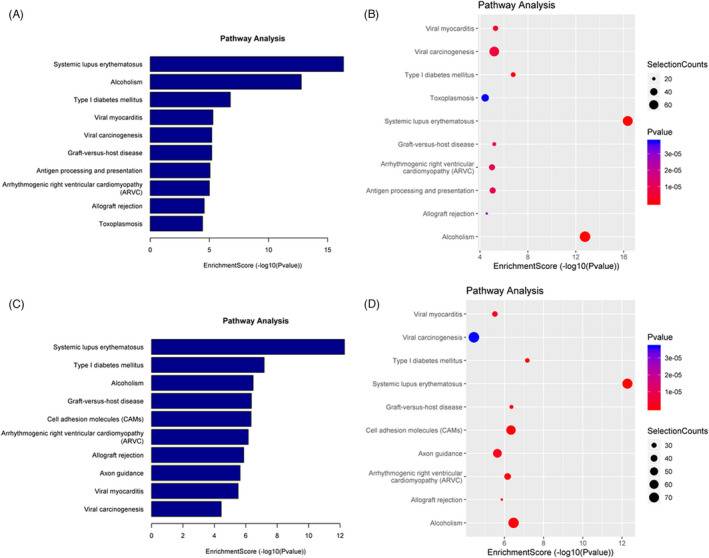 (A)
Pathway Analysis
Systemic lupus erythematosus
Alcoholism
Type I diabetes mellitus
Viral myocarditis
Viral carcinogenesis
Graft-versus-host disease
Antigen processing and presentation
Arrhythmogenic right ventricular cardiomyopathy
(ARVC)
Allograft rejection
Toxoplasmosis
0 5 10 15
EnrichmentScore (-log10(Pvalue))
(B)
Pathway Analysis
Viral myocarditis
Viral carcinogenesis
Type I diabetes mellitus
Toxoplasmosis
Systemic lupus erythematosus
Graft-versus-host disease
Arrhythmogenic right ventricular
cardiomyopathy (ARVC)
Antigen processing and presentation
Allograft rejection
Alcoholism
4 8 12 16
EnrichmentScore (-log10(Pvalue))
SelectionCounts
20
40
60
Pvalue
3e-05
2e-05
1e-05
(C)
Pathway Analysis
Systemic lupus erythematosus
Type I diabetes mellitus
Alcoholism
Graft-versus-host disease
Cell adhesion molecules (CAMs)
Arrhythmogenic right ventricular cardiomyopathy
(ARVC)
Allograft rejection
Axon guidance
Viral myocarditis
Viral carcinogenesis
0 2 4 6 8 10 12
EnrichmentScore (-log10(Pvalue))
(D)
Pathway Analysis
Viral myocarditis
Viral carcinogenesis
Type I diabetes mellitus
Systemic lupus erythematosus
Graft-versus-host disease
Cell adhesion molecules (CAMs)
Axon guidance
Arrhythmogenic right ventricular
cardiomyopathy (ARVC)
Allograft rejection
Alcoholism
6 8 10 12
EnrichmentScore (-log10(Pvalue))
Pvalue
3e-05
2e-05
1e-05
SelectionCounts
30
40
50
60
70